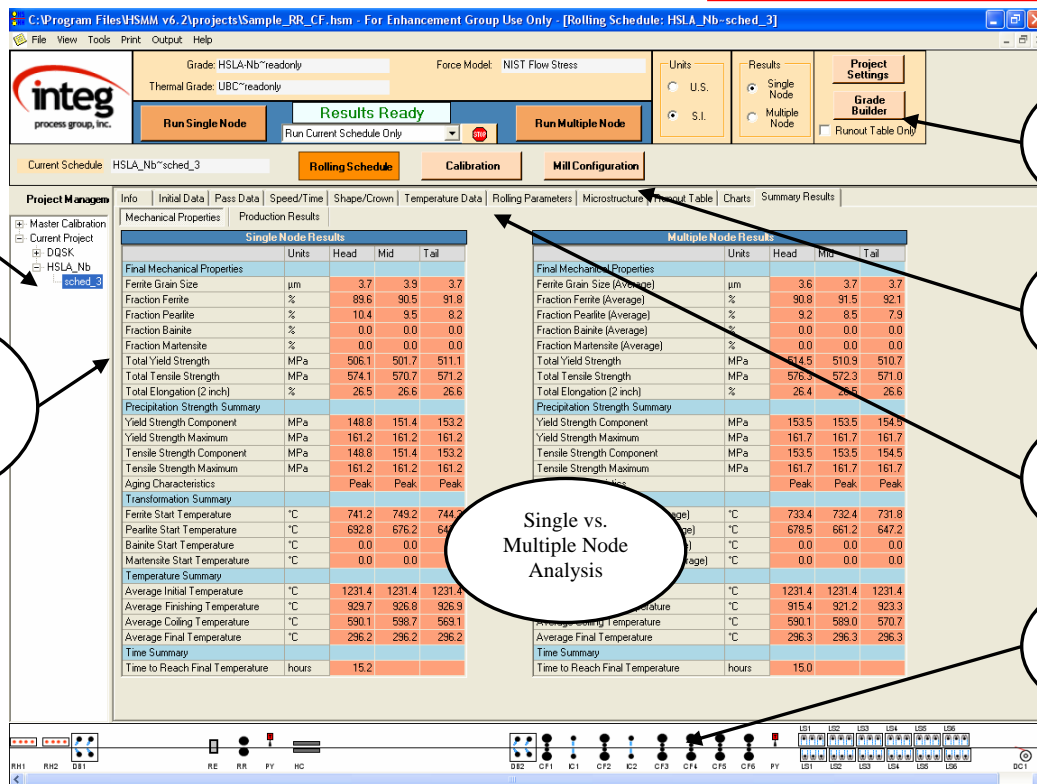 C:\Program Files\HSMM v6.2\projects\Sample_RR_CF.hsm - For Enhancement Group Use Only - [Rolling Schedule: HSLA_Nb~sched_3]
File View Tools Print Output Help
integ
process group, inc.
Grade: HSLA-Nb~readonly
Force Model: NIST Flow Stress
Thermal Grade: UBC~readonly
Run Single Node
Results Ready
Run Current Schedule Only
STOP
Run Multiple Node
Units
U.S.
S.I.
Results
Single Node
Multiple Node
Project Settings
Grade Builder
Runout Table Only
Current Schedule HSLA_Nb~sched_3
Rolling Schedule
Calibration
Mill Configuration
Project Managem
Master Calibration
Current Project
DQSK
HSLA_Nb
sched_3
Info Initial Data Pass Data Speed/Time Shape/Crown Temperature Data Rolling Parameters Microstructure Runout Table Charts Summary Results
Mechanical Properties Production Results
Single Node Results
Units Head Mid Tail
Final Mechanical Properties
Ferrite Grain Size µm 3.7 3.9 3.7
Fraction Ferrite % 89.6 90.5 91.8
Fraction Pearlite % 10.4 9.5 8.2
Fraction Bainite % 0.0 0.0 0.0
Fraction Martensite % 0.0 0.0 0.0
Total Yield Strength MPa 506.1 501.7 511.1
Total Tensile Strength MPa 574.1 570.7 571.2
Total Elongation (2 inch) % 26.5 26.6 26.6
Precipitation Strength Summary
Yield Strength Component MPa 148.8 151.4 153.2
Yield Strength Maximum MPa 161.2 161.2 161.2
Tensile Strength Component MPa 148.8 151.4 153.2
Tensile Strength Maximum MPa 161.2 161.2 161.2
Aging Characteristics Peak Peak Peak
Transformation Summary
Ferrite Start Temperature °C 741.2 749.2 744.
Pearlite Start Temperature °C 692.8 676.2 64
Bainite Start Temperature °C 0.0 0.0
Martensite Start Temperature °C 0.0 0.0
Temperature Summary
Average Initial Temperature °C 1231.4 1231.4 1231.4
Average Finishing Temperature °C 929.7 926.8 926.9
Average Coiling Temperature °C 590.1 598.7 569.1
Average Final Temperature °C 296.2 296.2 296.2
Time Summary
Time to Reach Final Temperature hours 15.2
Multiple Node Results
Units Head Mid Tail
Final Mechanical Properties
Ferrite Grain Size (Average) µm 3.6 3.7 3.7
Fraction Ferrite (Average) % 90.8 91.5 92.1
Fraction Pearlite (Average) % 9.2 8.5 7.9
Fraction Bainite (Average) % 0.0 0.0 0.0
Fraction Martensite (Average) % 0.0 0.0 0.0
Total Yield Strength MPa 514.5 510.9 510.7
Total Tensile Strength MPa 576.3 572.3 571.0
Total Elongation (2 inch) % 26.4 26.5 26.6
Precipitation Strength Summary
Yield Strength Component MPa 153.5 153.5 154.5
Yield Strength Maximum MPa 161.7 161.7 161.7
Tensile Strength Component MPa 153.5 153.5 154.5
Tensile Strength Maximum MPa 161.7 161.7 161.7
Peak Peak Peak
°C 733.4 732.4 731.8
°C 678.5 661.2 647.2
°C 0.0 0.0 0.0
°C 0.0 0.0 0.0
°C 1231.4 1231.4 1231.4
°C 915.4 921.2 923.3
Average Coiling Temperature °C 590.1 589.0 570.7
Average Final Temperature °C 296.3 296.3 296.3
Time Summary
Time to Reach Final Temperature hours 15.0
Single vs.
Multiple Node
Analysis
LS1 LS2 LS3 LS4 LS5 LS6
RH1 RH2 DB1 RE RR PY HC DB2 CF1 IC1 CF2 IC2 CF3 CF4 CF5 CF6 PY LS1 LS2 LS3 LS4 LS5 LS6 DC1